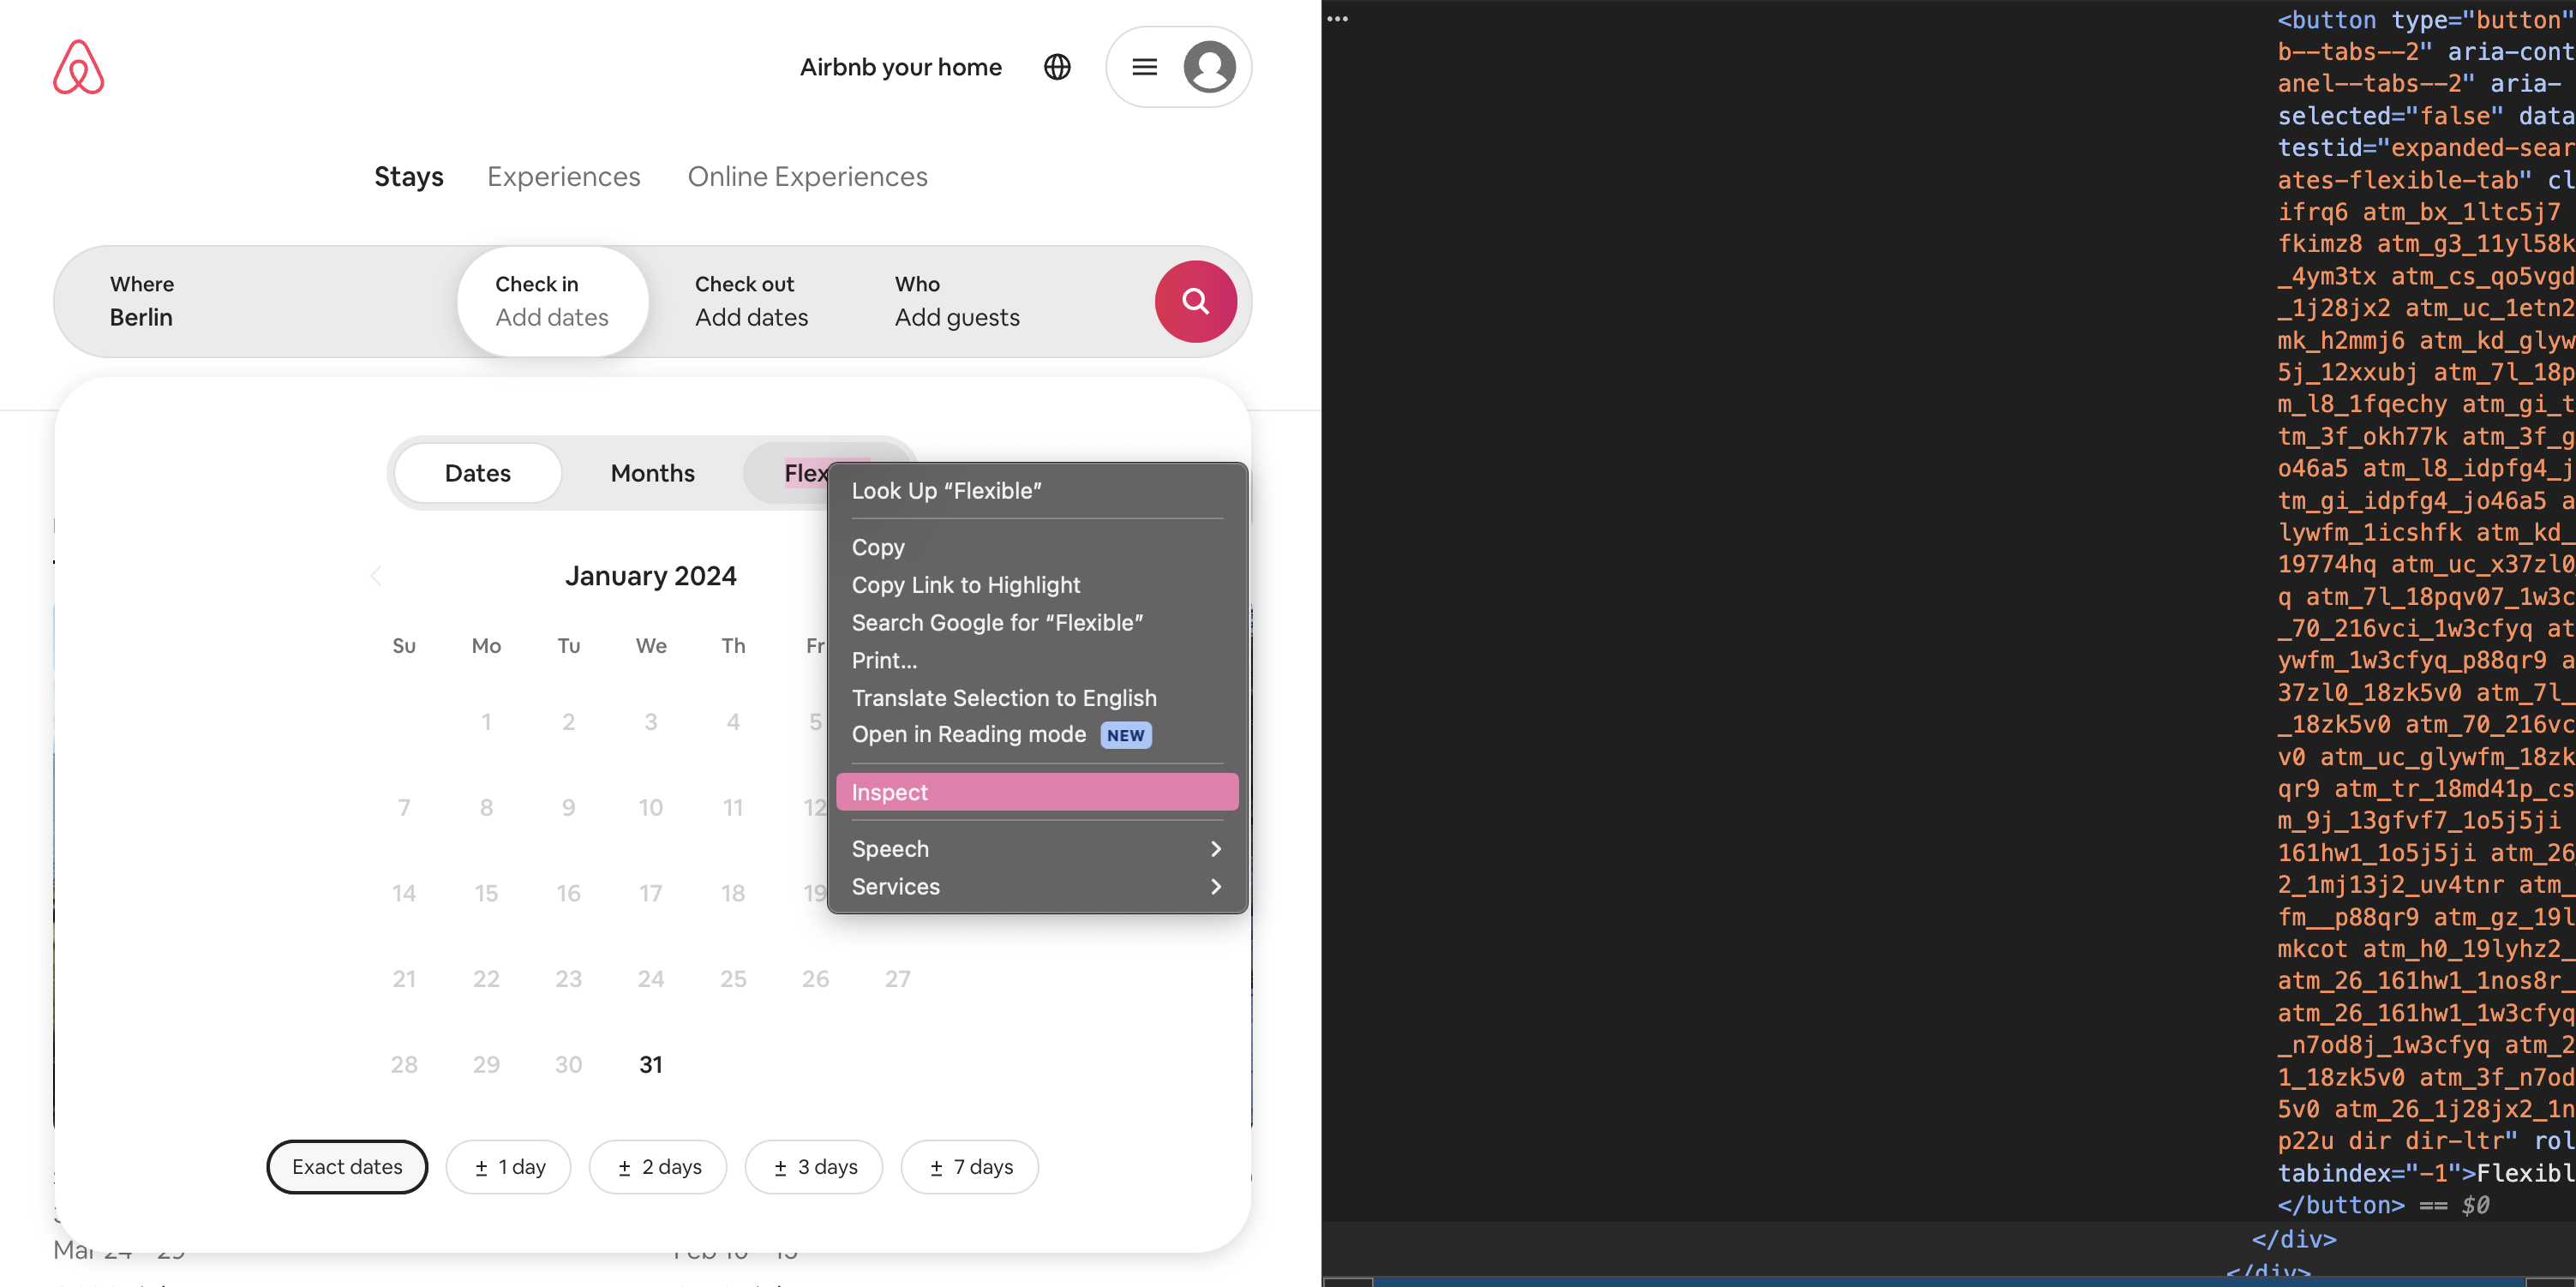 Airbnb your home
Stays Experiences Online Experiences
Where
Berlin
Check in
Add dates
Check out
Add dates
Who
Add guests
Dates Months Flex
January 2024
Su Mo Tu We Th Fr
1 2 3 4 5
7 8 9 10 11 12
14 15 16 17 18 19
21 22 23 24 25 26 27
28 29 30 31
Exact dates ± 1 day ± 2 days ± 3 days ± 7 days
Look Up “Flexible”
Copy
Copy Link to Highlight
Search Google for “Flexible”
Print...
Translate Selection to English
Open in Reading mode NEW
Inspect
Speech
Services
<button type="button"
b--tabs--2" aria-cont
anel--tabs--2" aria-
selected="false" data
testid="expanded-sear
ates-flexible-tab" cl
ifrq6 atm_bx_1ltc5j7
fkimz8 atm_g3_11yl58k
_4ym3tx atm_cs_qo5vgd
_1j28jx2 atm_uc_1etn2
mk_h2mmj6 atm_kd_glyw
5j_12xxubj atm_7l_18p
m_l8_1fqechy atm_gi_t
tm_3f_okh77k atm_3f_g
o46a5 atm_l8_idpfg4_j
tm_gi_idpfg4_jo46a5 a
lywfm_1icshfk atm_kd_
19774hq atm_uc_x37zl0
q atm_7l_18pqv07_1w3c
_70_216vci_1w3cfyq at
ywfm_1w3cfyq_p88qr9 a
37zl0_18zk5v0 atm_7l_
_18zk5v0 atm_70_216vc
v0 atm_uc_glywfm_18zk
qr9 atm_tr_18md41p_cs
m_9j_13gfvf7_1o5j5ji
161hw1_1o5j5ji atm_26
2_1mj13j2_uv4tnr atm_
fm__p88qr9 atm_gz_19l
mkcot atm_h0_19lyhz2_
atm_26_161hw1_1nos8r_
atm_26_161hw1_1w3cfyq
_n7od8j_1w3cfyq atm_2
1_18zk5v0 atm_3f_n7od
5v0 atm_26_1j28jx2_1n
p22u dir dir-ltr" rol
tabindex="-1">Flexibl
</button> == $0
</div>
</div>